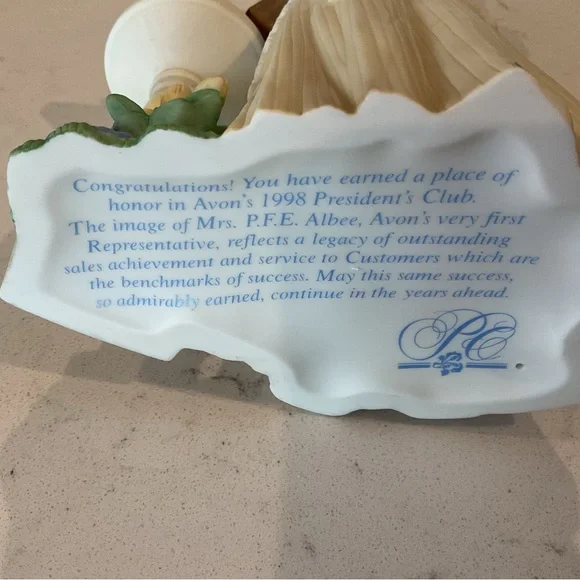 Congratulations! You have earned a place of
honor in Avon's 1998 President's Club.
The image of Mrs. P.F.E. Albee, Avon's very first
Representative, reflects a legacy of outstanding
sales achievement and service to Customers which are
the benchmarks of success. May this same success,
so admirably earned, continue in the years ahead.
PC